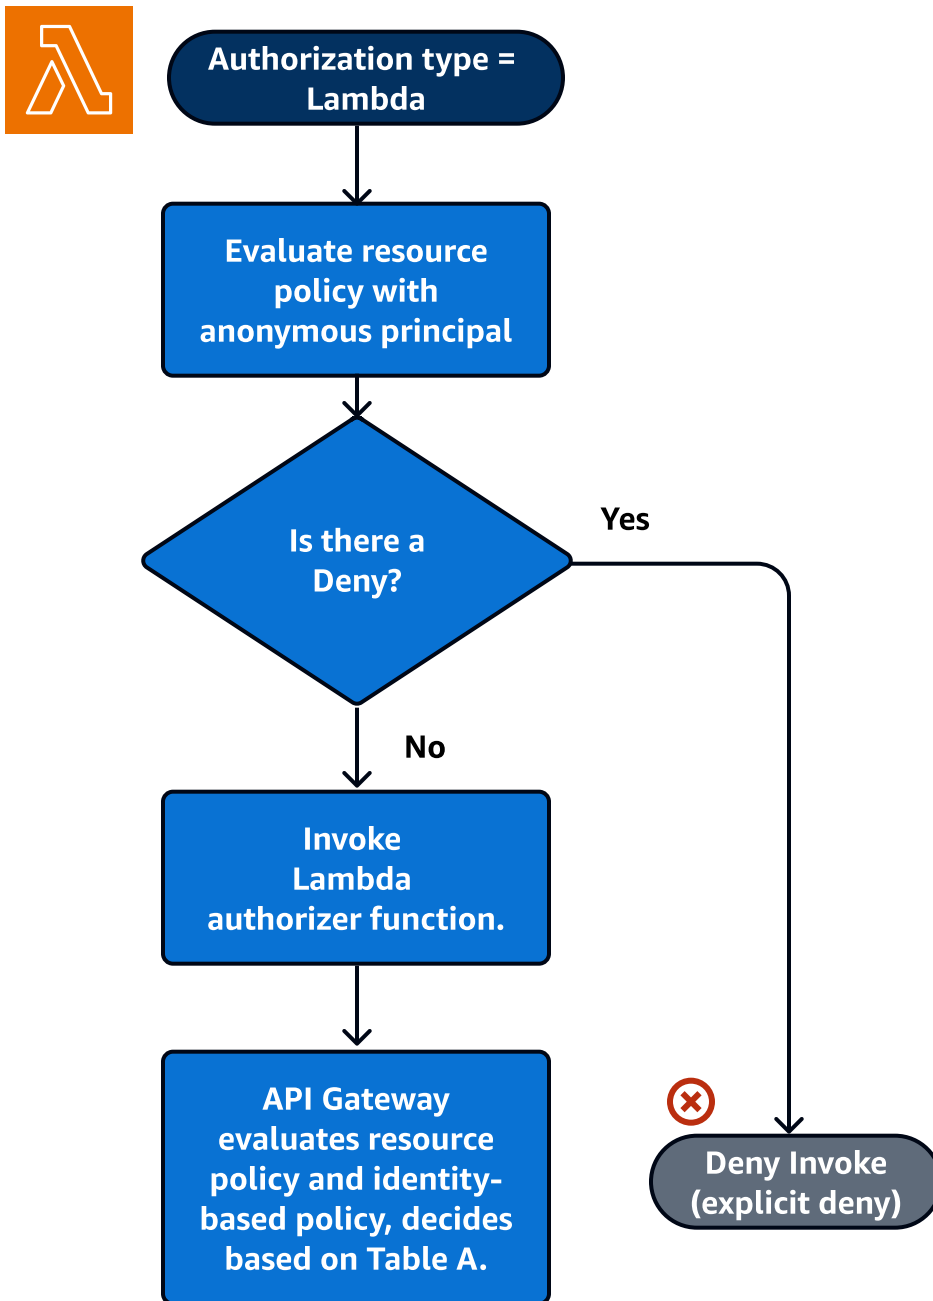 Authorization type =
Lambda
Evaluate resource
policy with
anonymous principal
Is there a
Deny?
Yes
No
Invoke
Lambda
authorizer function.
API Gateway
evaluates resource
policy and identity-
based policy, decides
based on Table A.
Deny Invoke
(explicit deny)